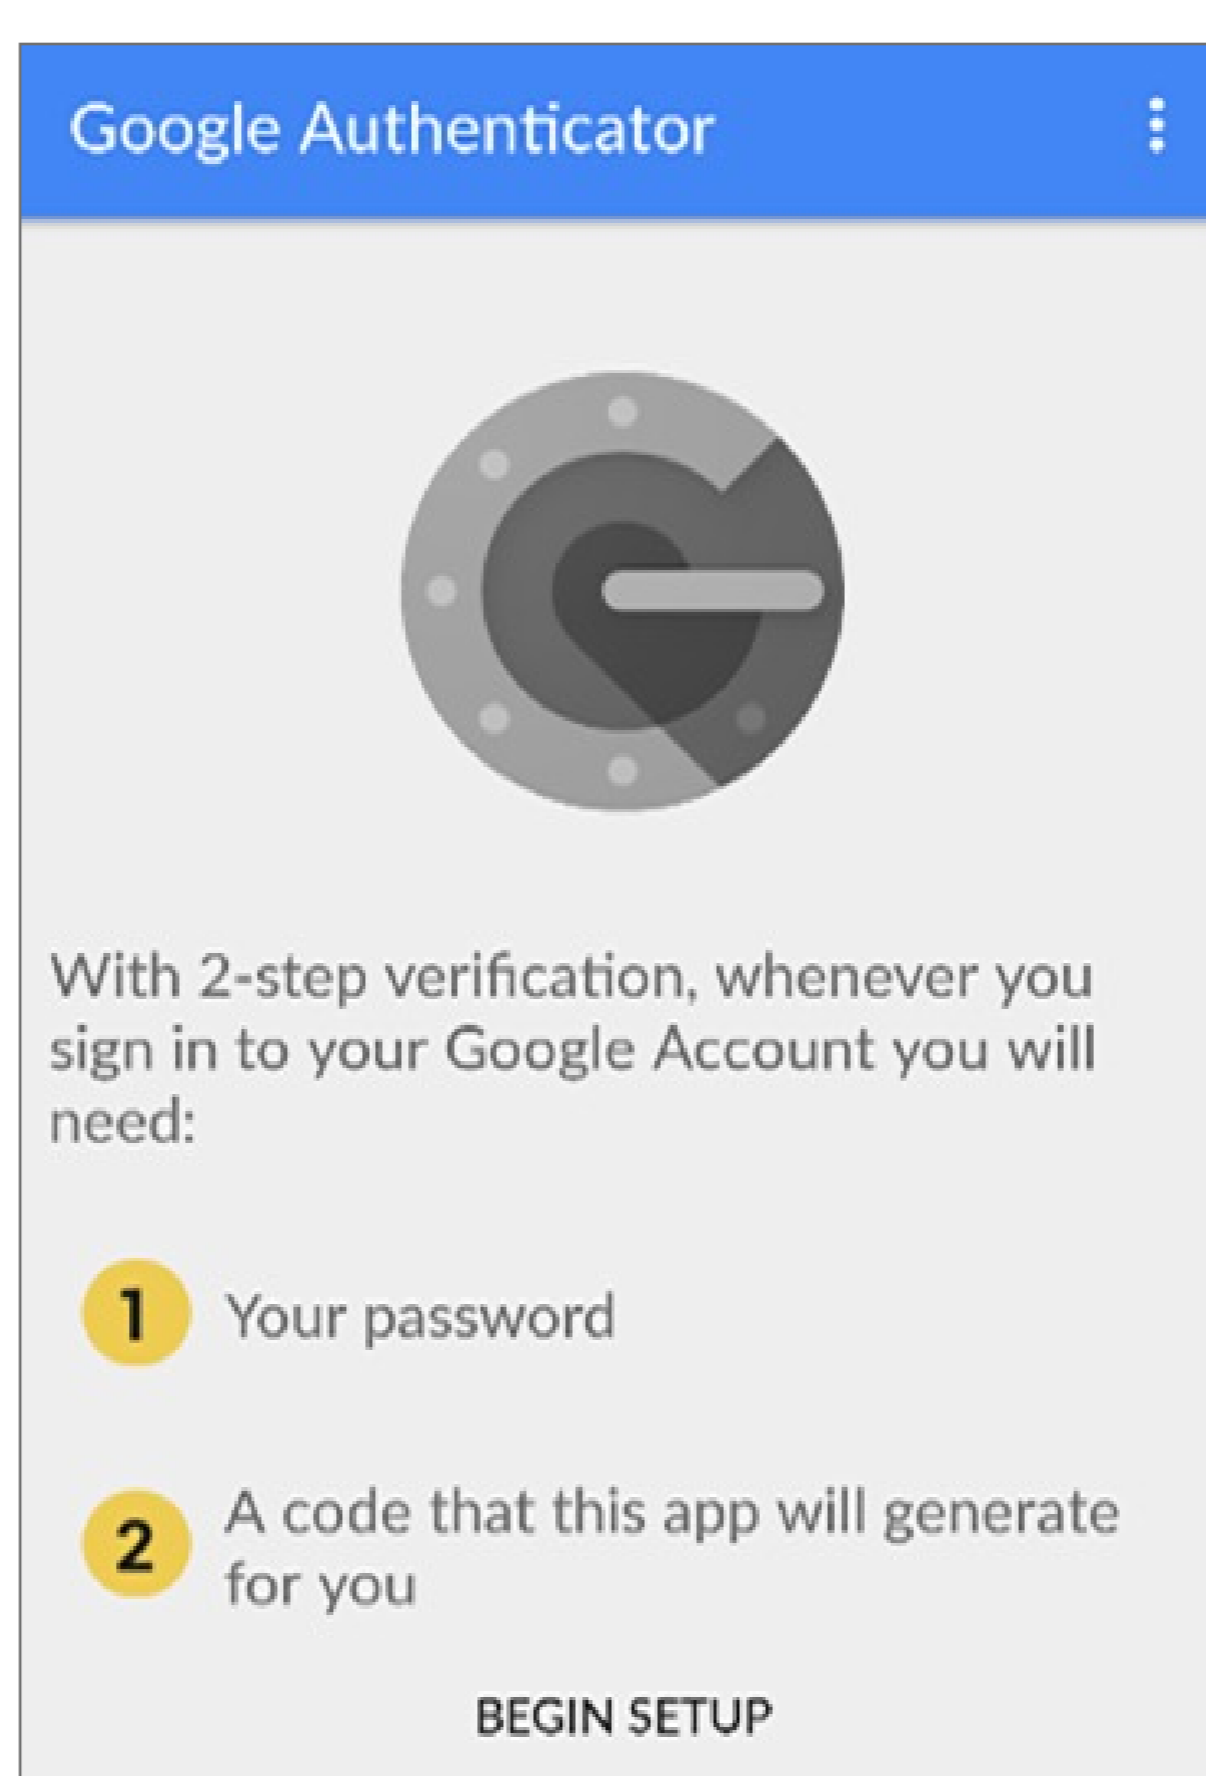 Google Authenticator
With 2-step verification, whenever you
sign in to your Google Account you will
need:
1 Your password
2 A code that this app will generate
for you
BEGIN SETUP